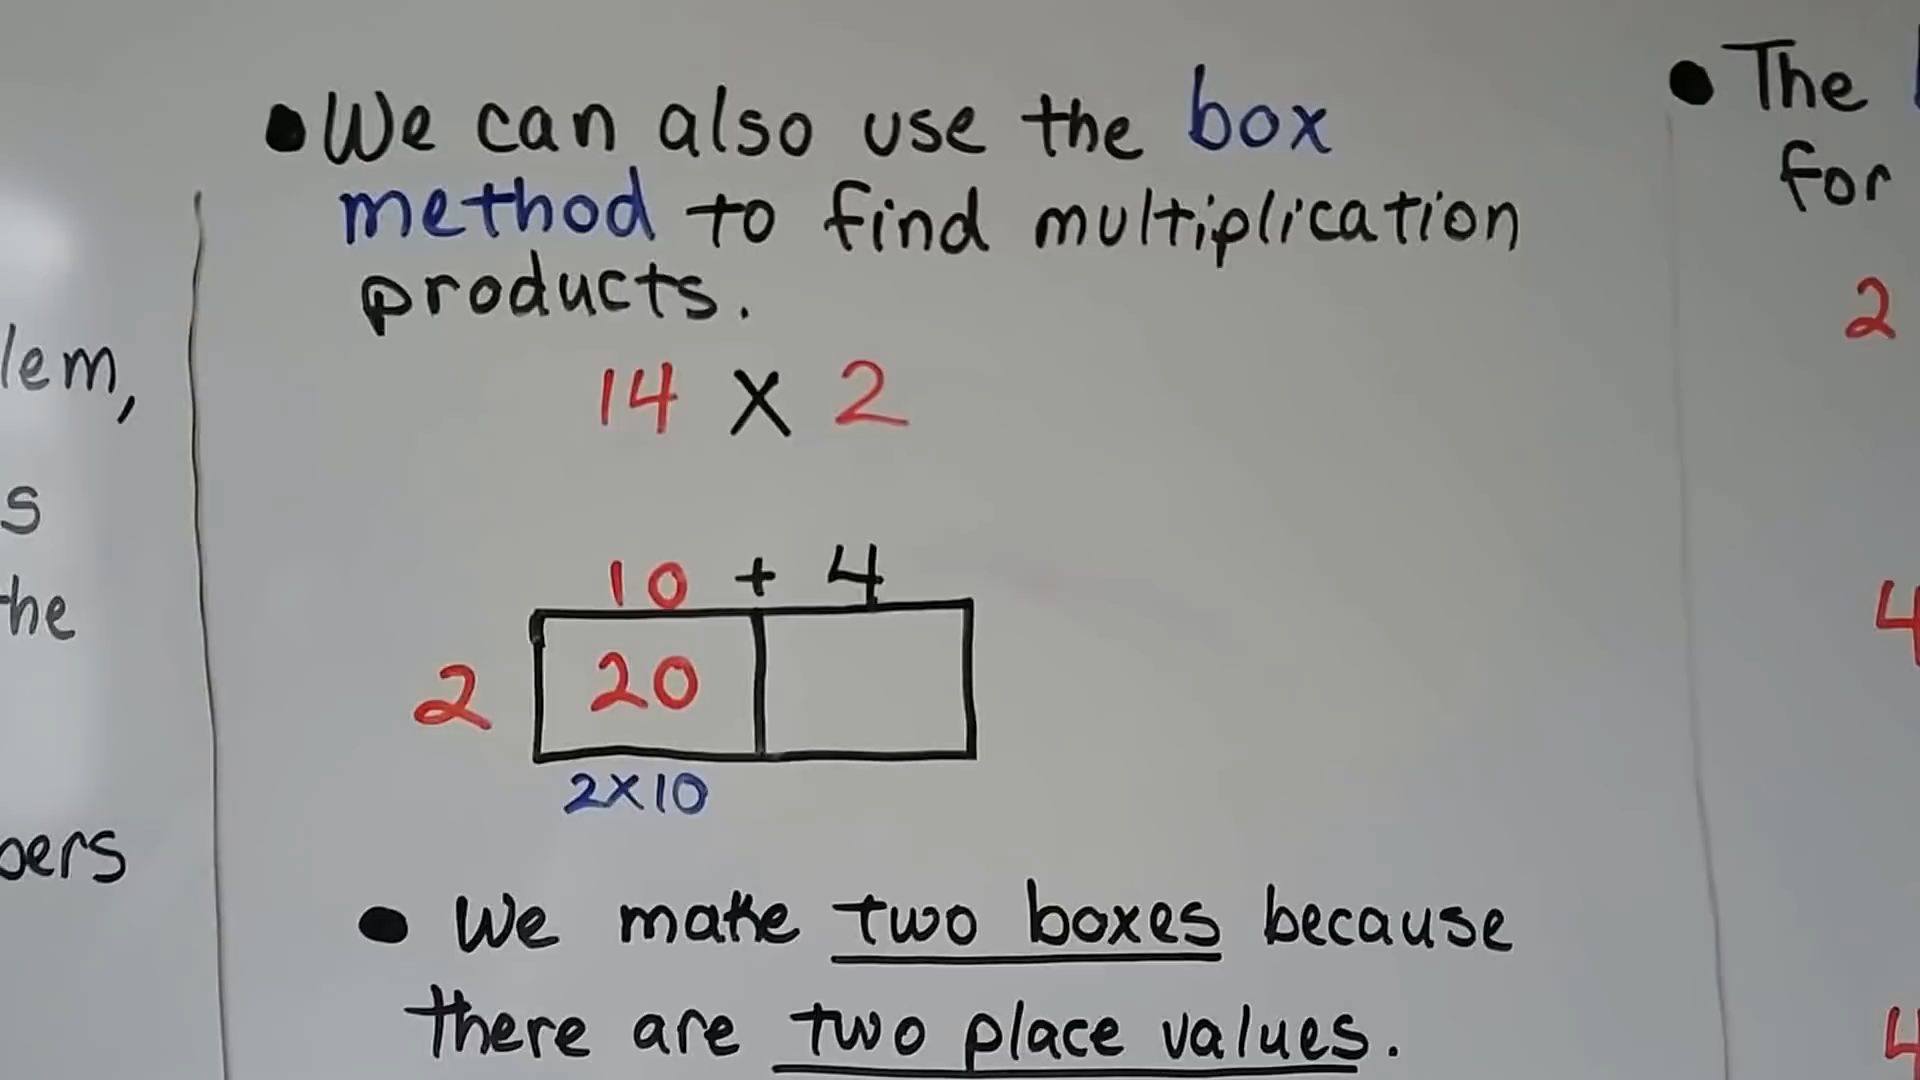 lem,
s
the
bers
• We can also use the box
method to find multiplication
products.
14 X 2
10 + 4
2 20
2x10
• We make two boxes because
there are two place values.
• The
for
2
4
4